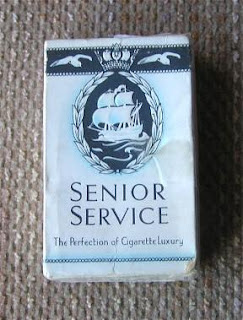 SENIOR
SERVICE
The Perfection of Cigarette Luxury